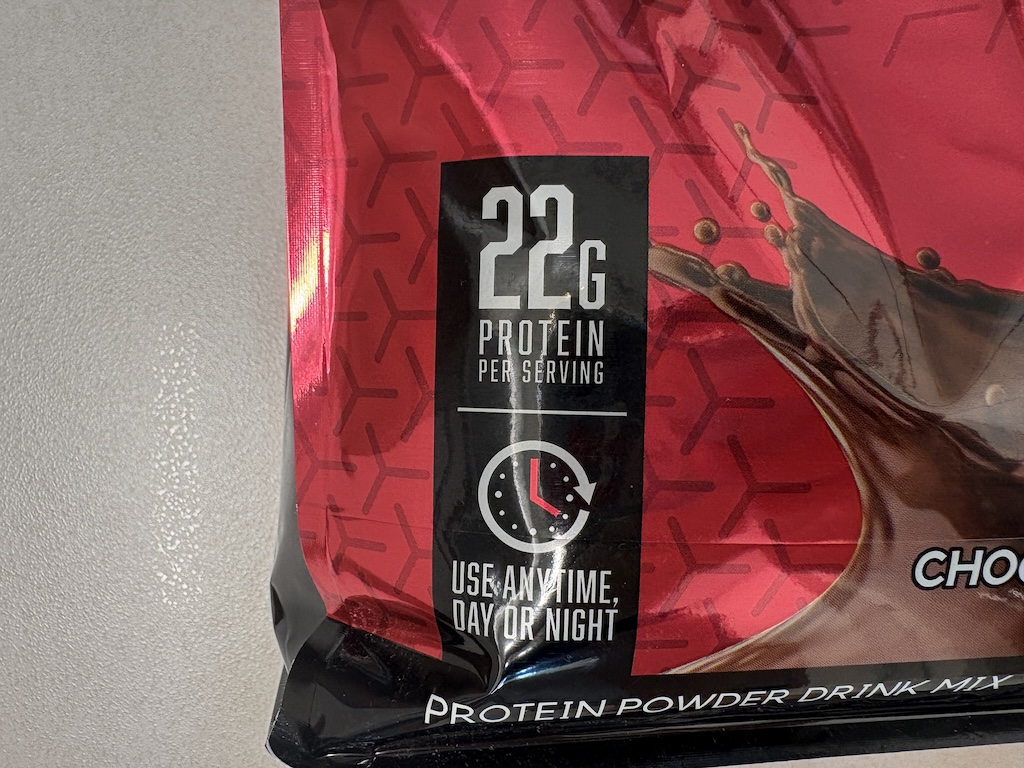 22G
PROTEIN
PER SERVING
USE ANYTIME,
DAY OR NIGHT
PROTEIN POWDER DRINK MIX